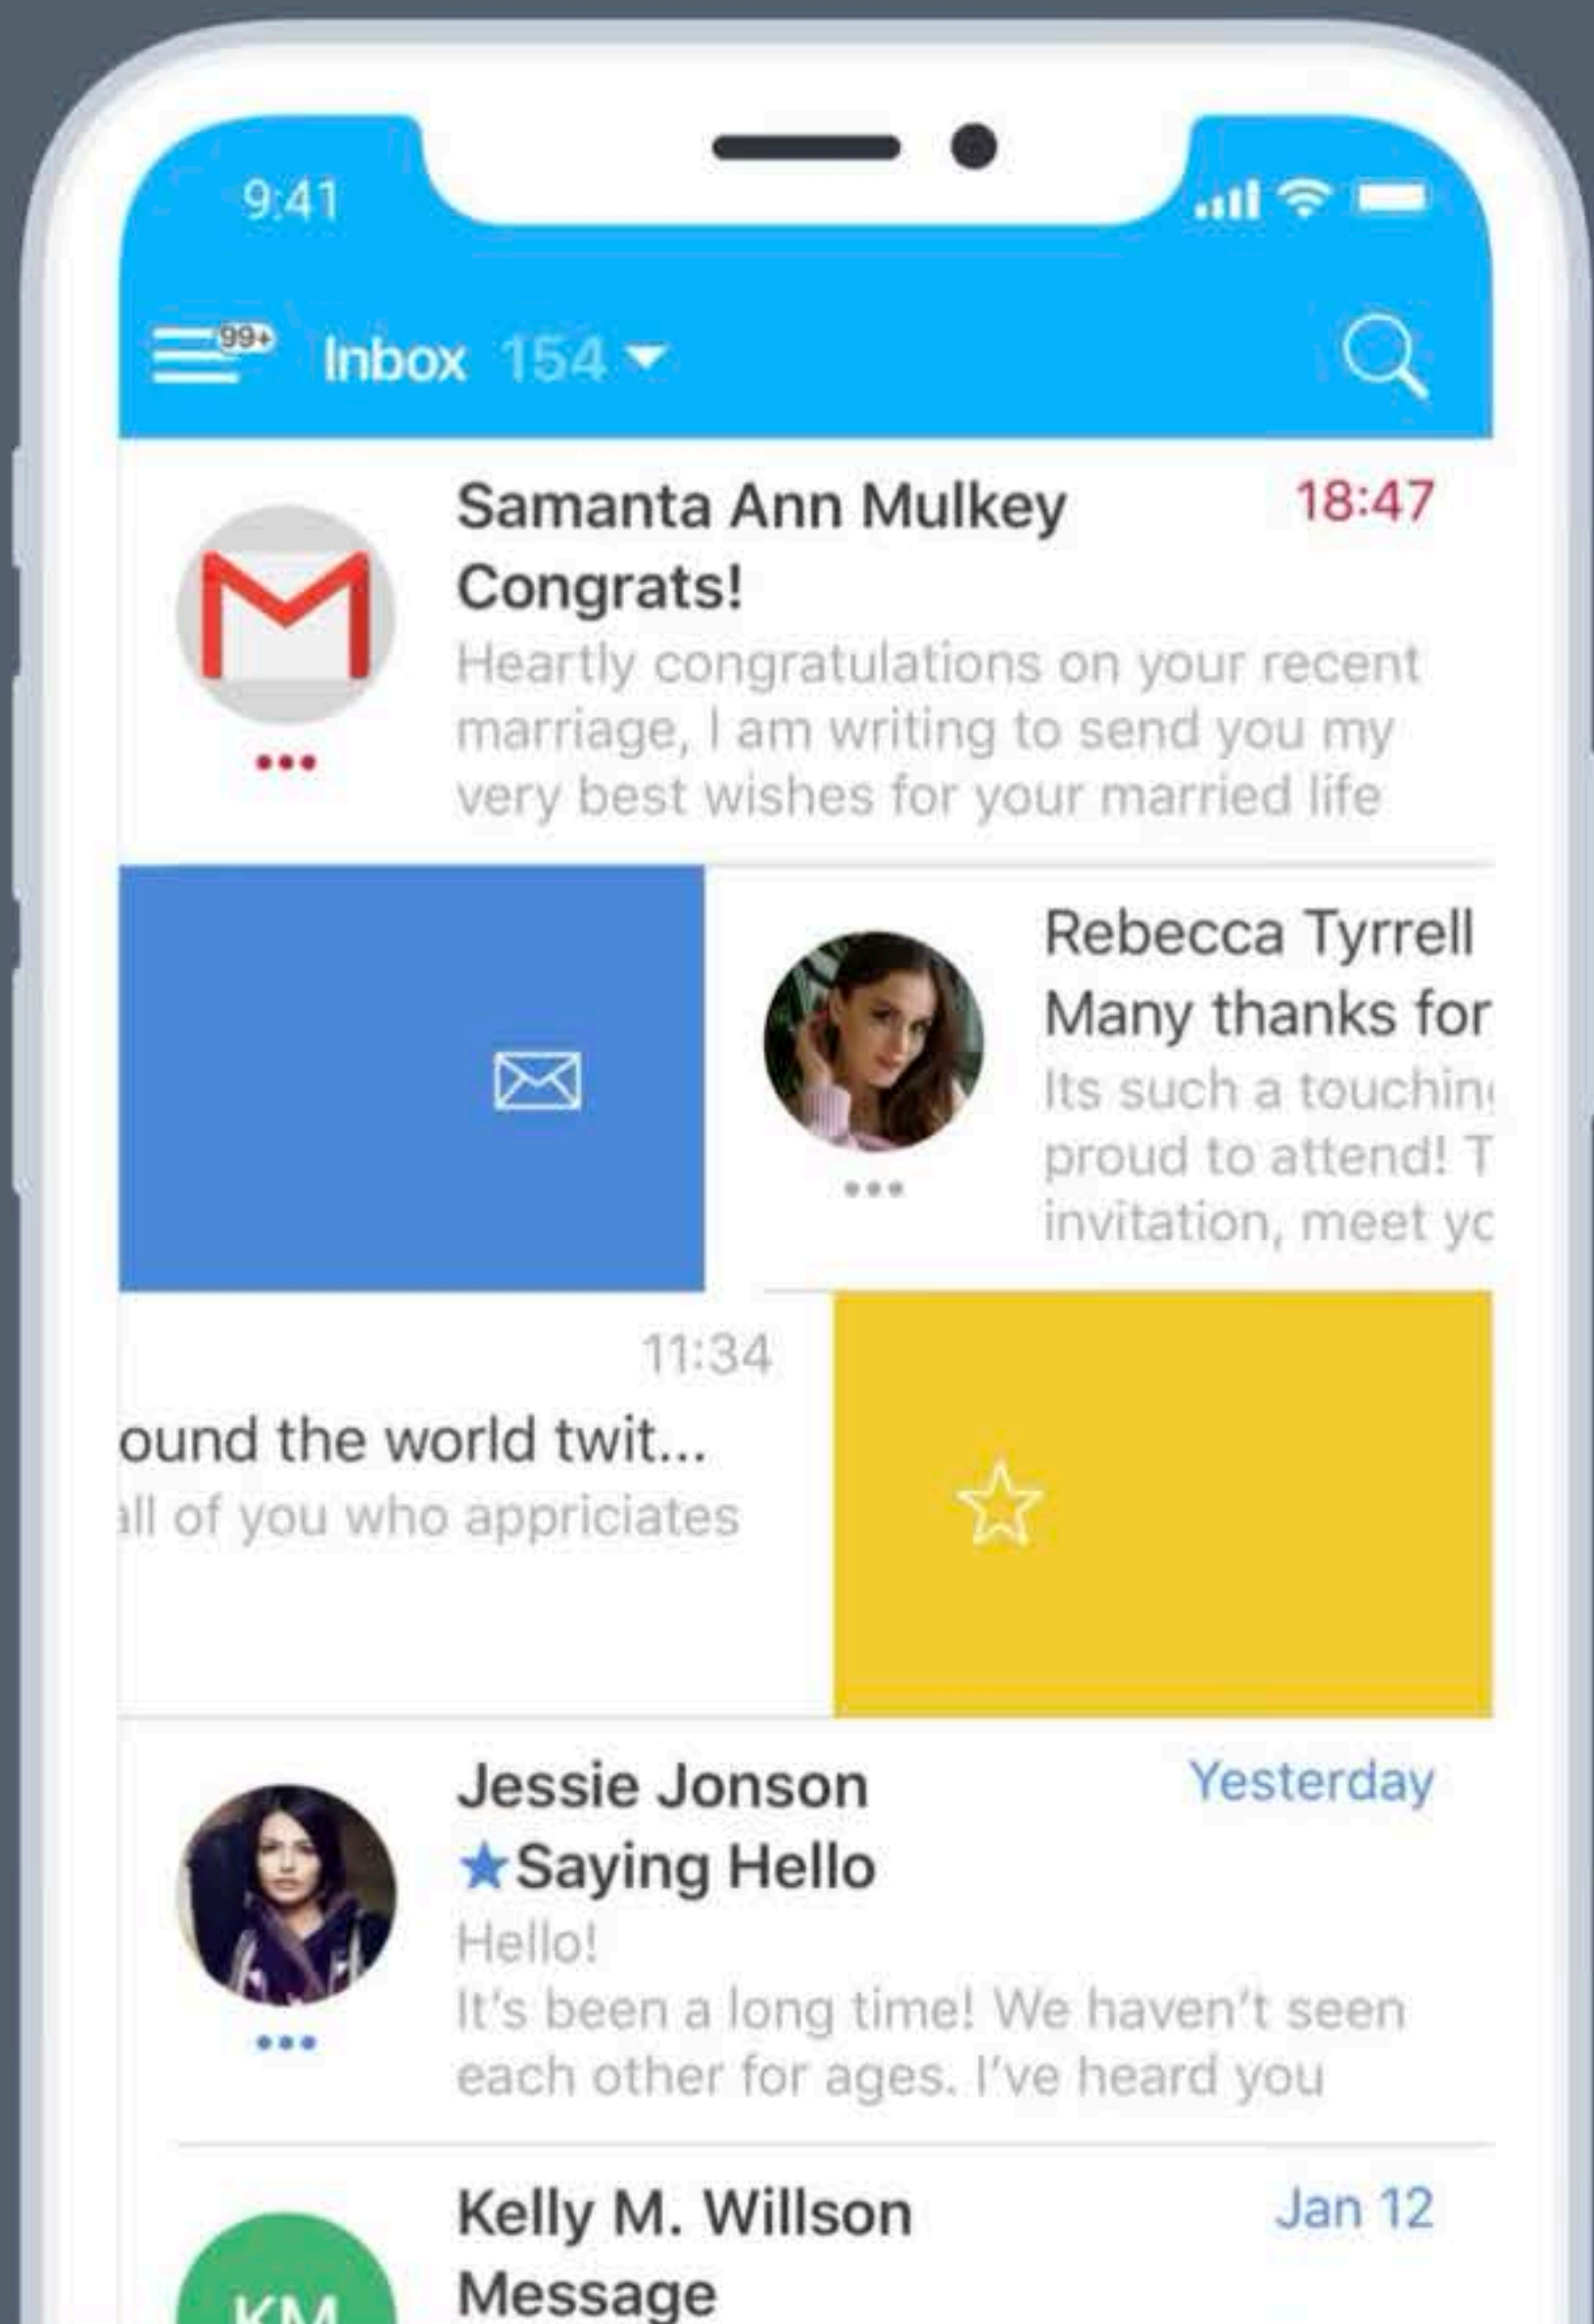 9:41
99+
Inbox 154
Samanta Ann Mulkey 18:47
Congrats!
Heartly congratulations on your recent
marriage, I am writing to send you my
very best wishes for your married life
Rebecca Tyrrell
Many thanks for
Its such a touching
proud to attend! T
invitation, meet yo
11:34
ound the world twit...
all of you who appriciates
Jessie Jonson Yesterday
Saying Hello
Hello!
It's been a long time! We haven't seen
each other for ages. I've heard you
Kelly M. Willson Jan 12
Message
KM